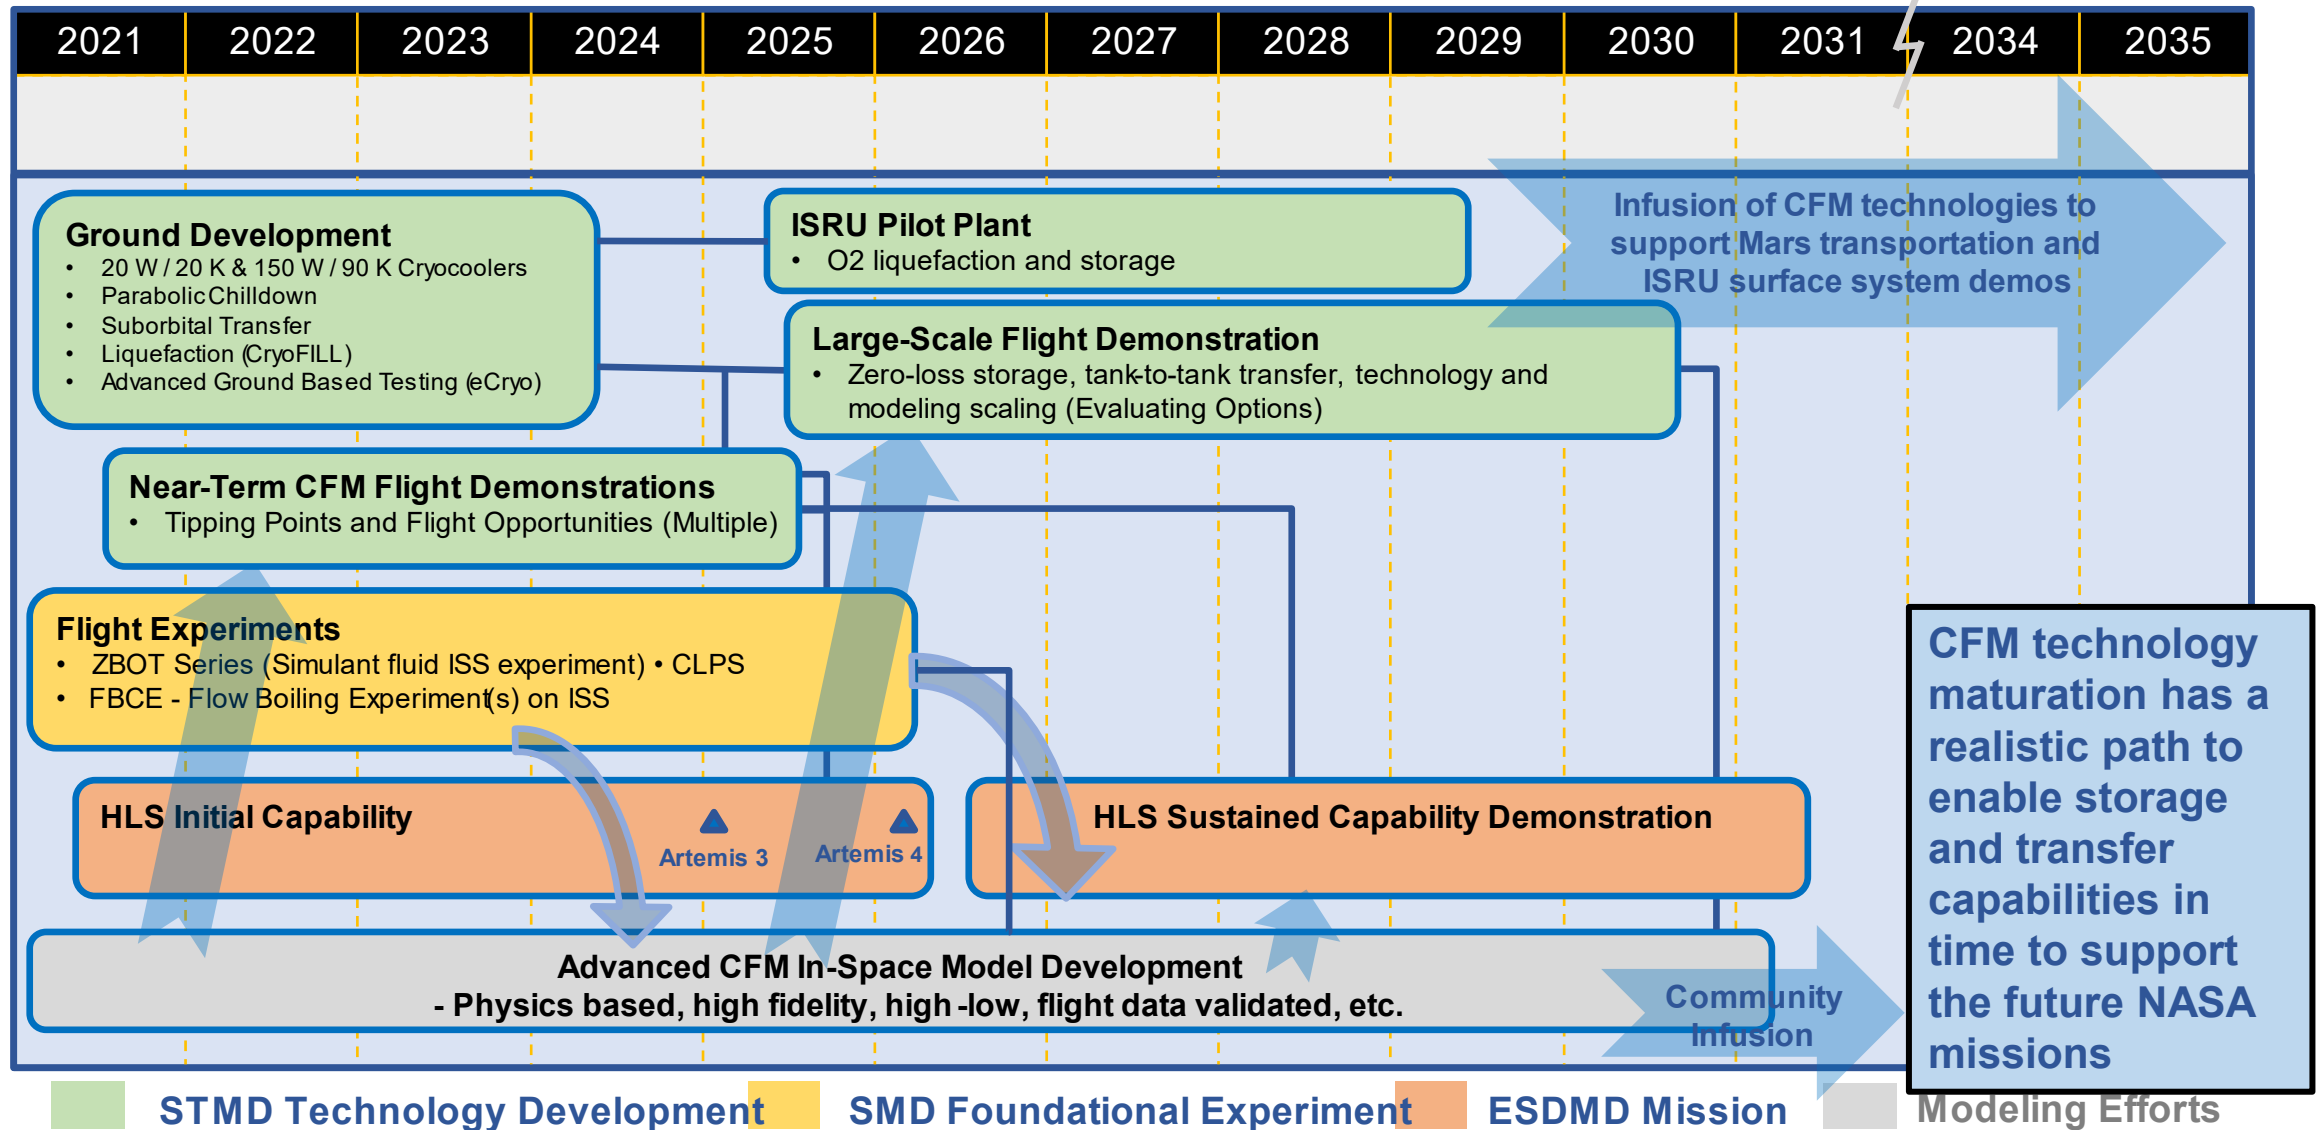 2021 2022 2023 2024 2025 2026 2027 2028 2029 2030 2031 2034 2035
Ground Development
• 20 W / 20 K & 150 W / 90 K Cryocoolers
• Parabolic Chilldown
• Suborbital Transfer
• Liquefaction (CryoFILL)
• Advanced Ground Based Testing (eCryo)
ISRU Pilot Plant
• O2 liquefaction and storage
Infusion of CFM technologies to
support Mars transportation and
ISRU surface system demos
Large-Scale Flight Demonstration
• Zero-loss storage, tank-to-tank transfer, technology and
modeling scaling (Evaluating Options)
Near-Term CFM Flight Demonstrations
• Tipping Points and Flight Opportunities (Multiple)
Flight Experiments
• ZBOT Series (Simulant fluid ISS experiment) • CLPS
• FBCE - Flow Boiling Experiment(s) on ISS
HLS Initial Capability
Artemis 3
Artemis 4
HLS Sustained Capability Demonstration
Advanced CFM In-Space Model Development
- Physics based, high fidelity, high-low, flight data validated, etc.
Community
Infusion
CFM technology
maturation has a
realistic path to
enable storage
and transfer
capabilities in
time to support
the future NASA
missions
STMD Technology Development
SMD Foundational Experiment
ESDMD Mission
Modeling Efforts